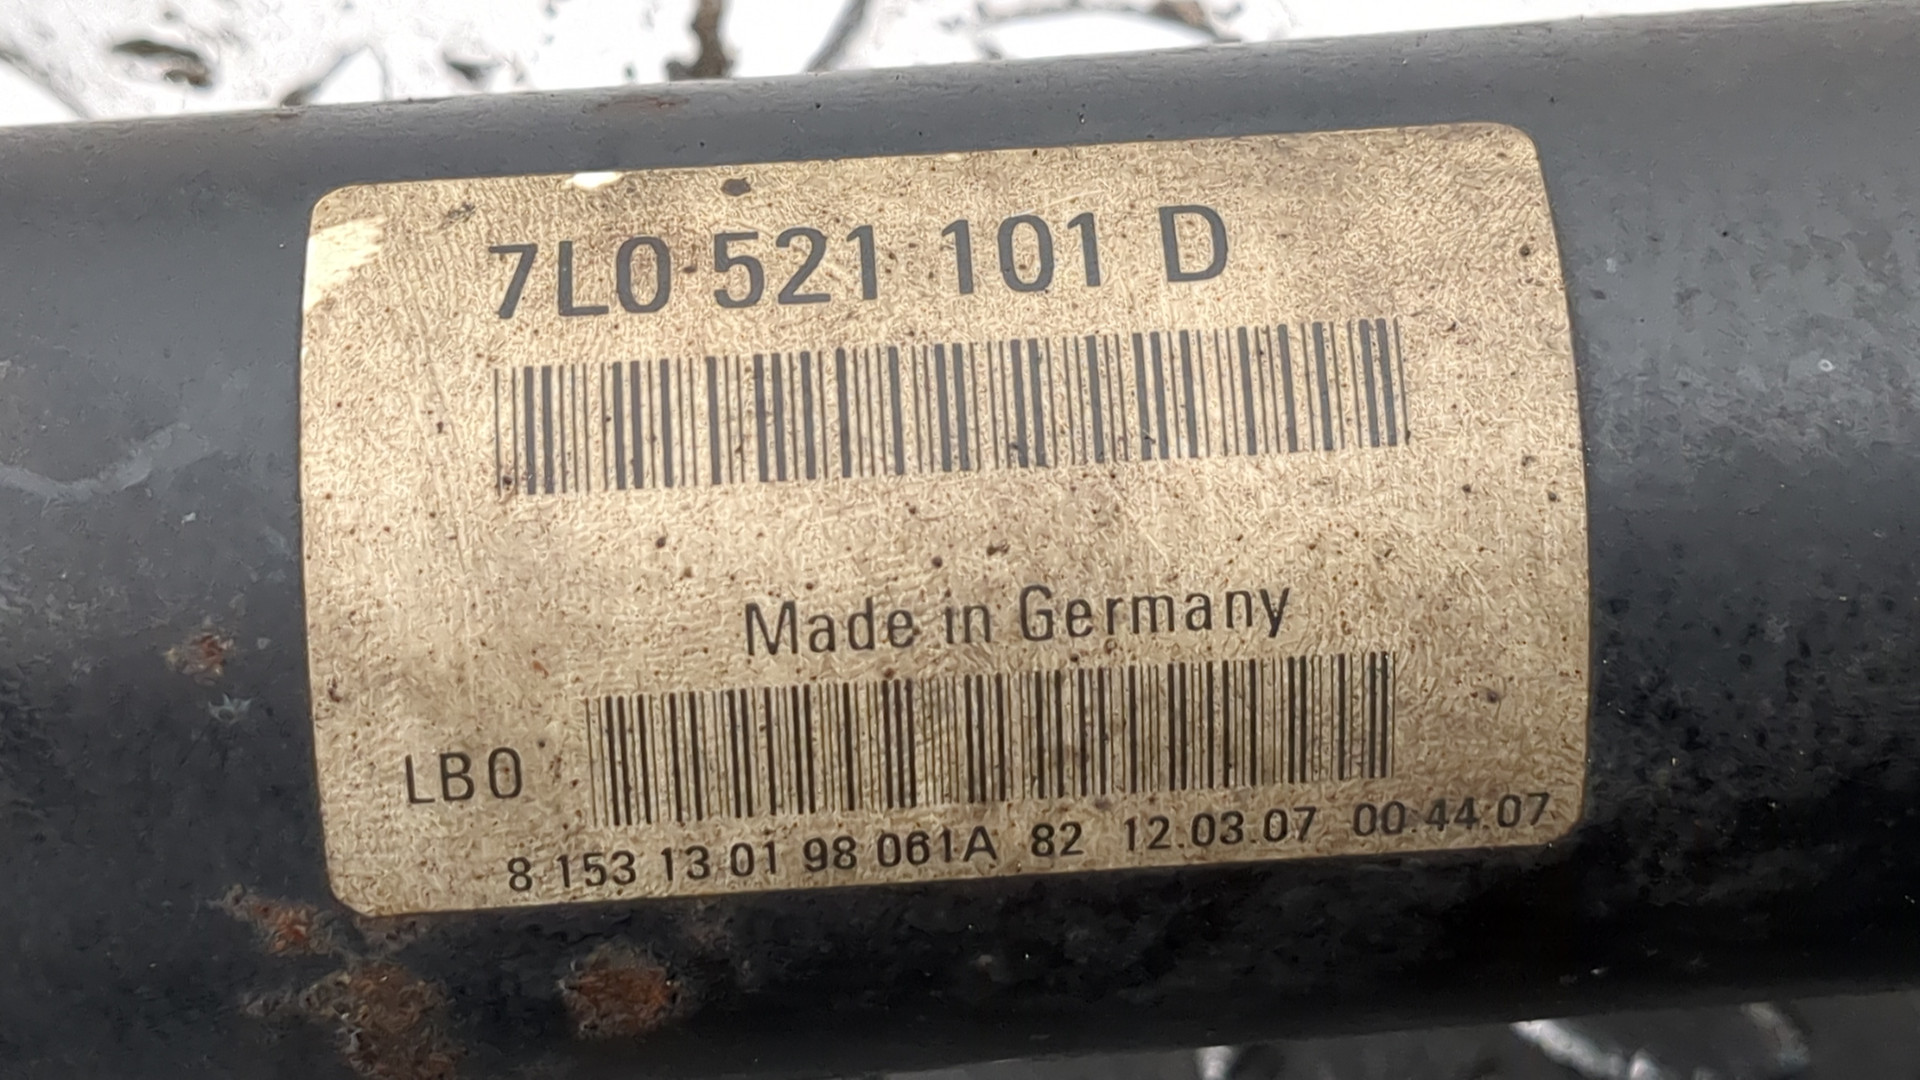 7L0 521 101 D
Made in Germany
LB0
8 153 13 01 98 061A 82 12.03.07 00:44:07